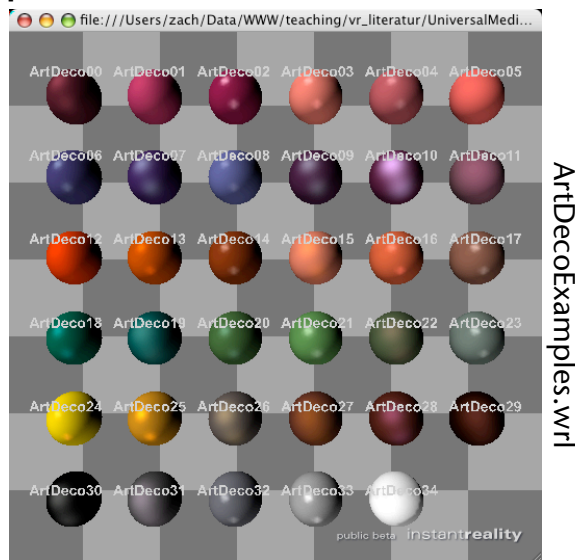 file:///Users/zach/Data/WWW/teaching/vr_literatur/UniversalMedi...
ArtDeco00 ArtDeco01 ArtDeco02 ArtDeco03 ArtDeco04 ArtDeco05
ArtDeco06 ArtDeco07 ArtDeco08 ArtDeco09 ArtDeco10 ArtDeco11
ArtDeco12 ArtDeco13 ArtDeco14 ArtDeco15 ArtDeco16 ArtDeco17
ArtDeco18 ArtDeco19 ArtDeco20 ArtDeco21 ArtDeco22 ArtDeco23
ArtDeco24 ArtDeco25 ArtDeco26 ArtDeco27 ArtDeco28 ArtDeco29
ArtDeco30 ArtDeco31 ArtDeco32 ArtDeco33 ArtDeco34
public beta instantreality
ArtDecoExamples.wrl